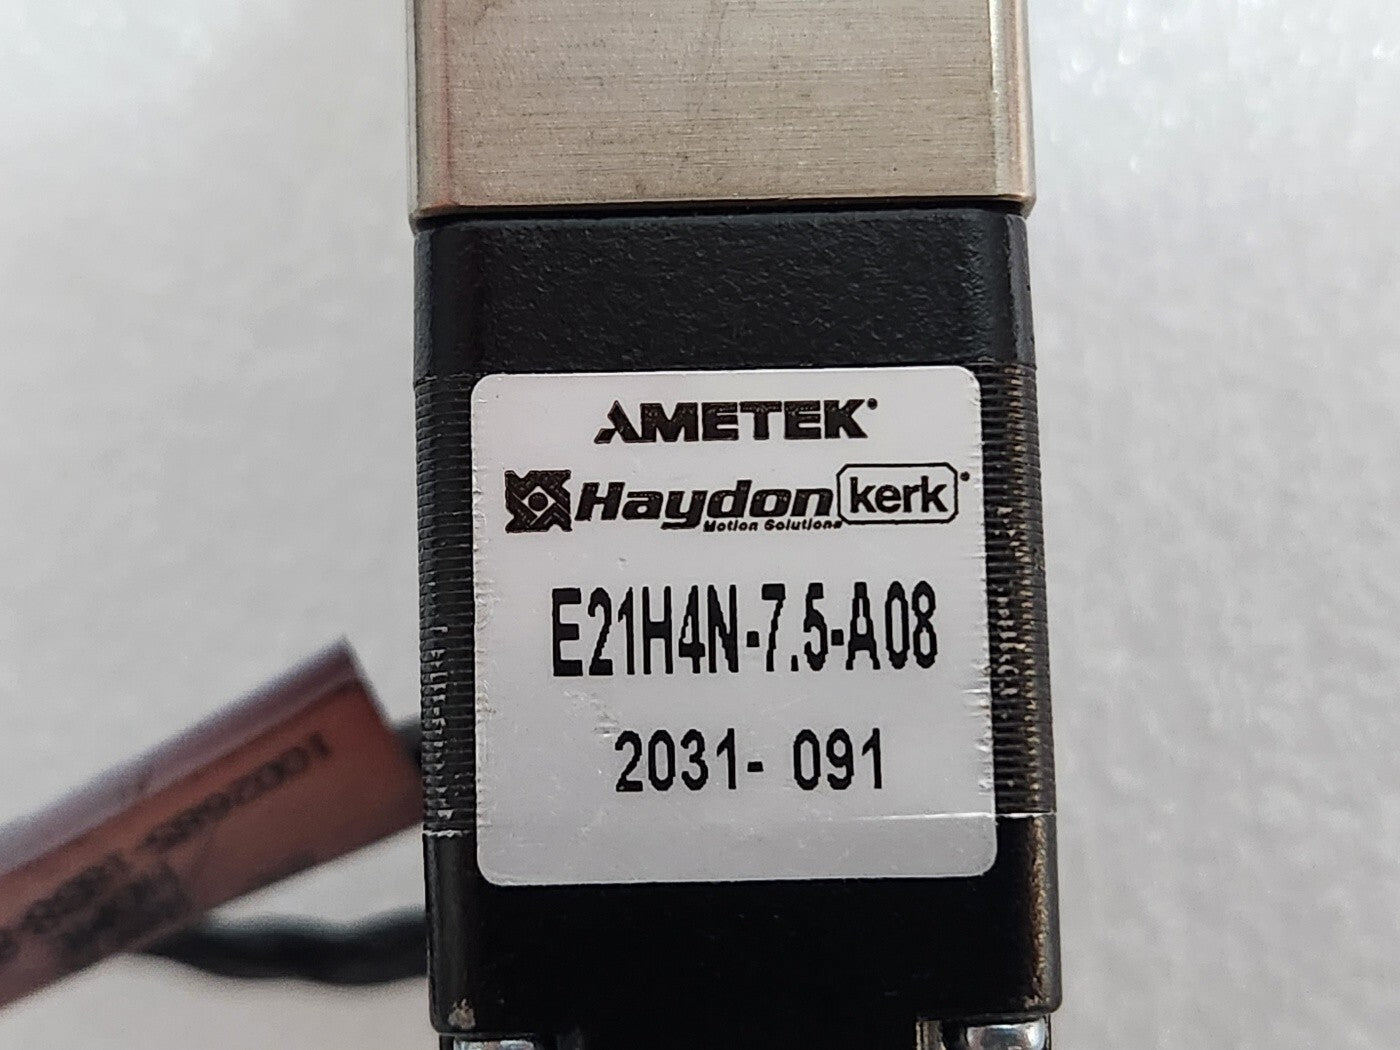 AMETEK
Haydon kerk
Motion Solutions
E21H4N-7.5-A08
2031- 091